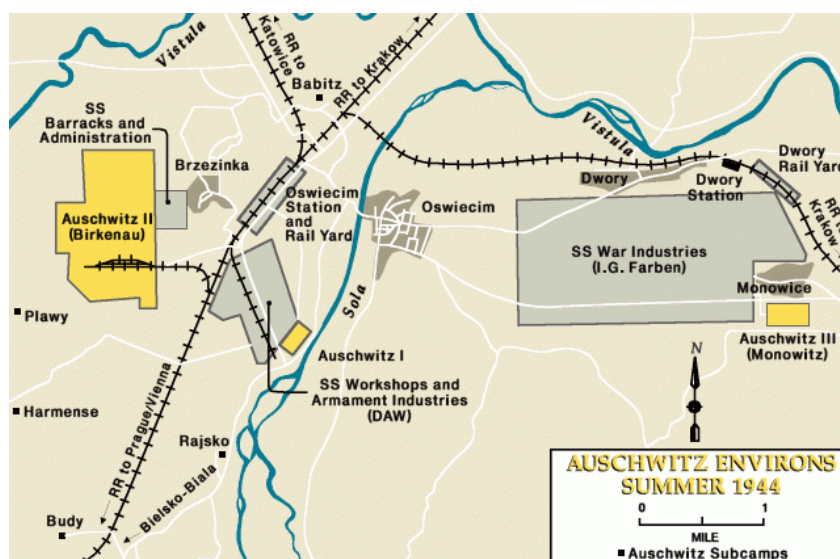 Vistula
RR to
Katowice
RR to Krakow
Babitz
SS
Barracks and
Administration
Brzezinka
Vistula
Dwory
Rail Yard
Dwory
Dwory
Station
RR to
Krakow
Auschwitz II
(Birkenau)
Oswiecim
Station
and
Rail Yard
Oswiecim
SS War Industries
(I.G. Farben)
Monowice
Plawy
Sola
Auschwitz I
Auschwitz III
(Monowitz)
N
SS Workshops and
Armament Industries
(DAW)
Harmense
RR to Prague/Vienna
Rajsko
Bielsko-Biala
Budy
AUSCHWITZ ENVIRONS
SUMMER 1944
0 1
MILE
Auschwitz Subcamps